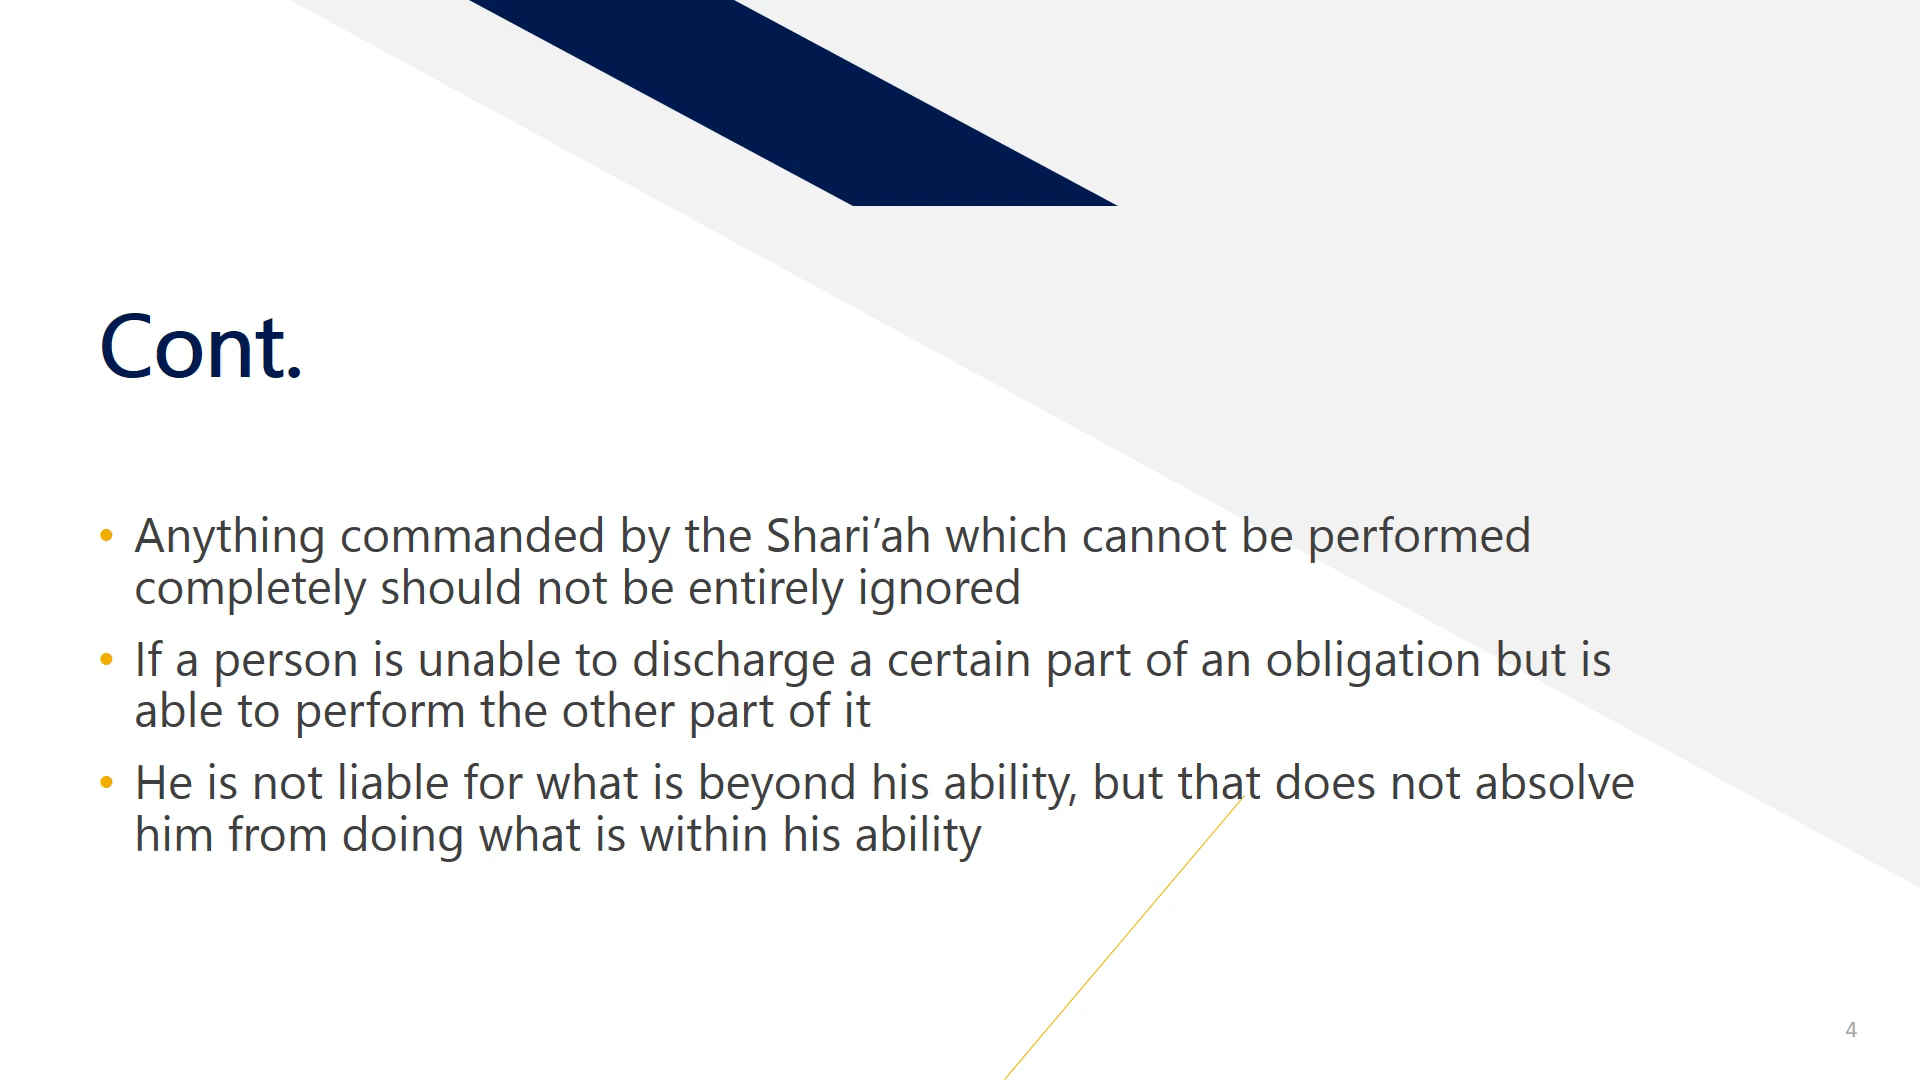 Cont.
• Anything commanded by the Shari’ah which cannot be performed
completely should not be entirely ignored
• If a person is unable to discharge a certain part of an obligation but is
able to perform the other part of it
• He is not liable for what is beyond his ability, but that does not absolve
him from doing what is within his ability
4